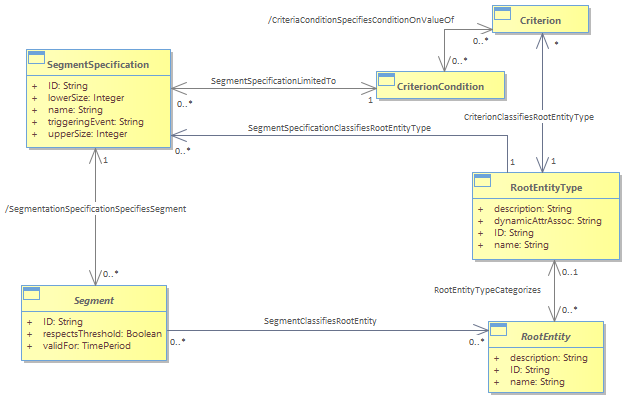 /CriteriaConditionSpecifiesConditionOnValueOf
Criterion
0..*
*
0..*
SegmentSpecification
+ ID: String
+ lowerSize: Integer
+ name: String
+ triggeringEvent: String
+ upperSize: Integer
SegmentSpecificationLimitedTo
0..*
1
CriterionCondition
CriterionClassifiesRootEntityType
SegmentSpecificationClassifiesRootEntityType
0..*
1
1
1
RootEntityType
+ description: String
+ dynamicAttrAssoc: String
+ ID: String
+ name: String
/SegmentationSpecificationSpecifiesSegment
0..*
0..1
RootEntityTypeCategorizes
0..*
Segment
+ ID: String
+ respectsThreshold: Boolean
+ validFor: TimePeriod
SegmentClassifiesRootEntity
0..*
0..*
RootEntity
+ description: String
+ ID: String
+ name: String